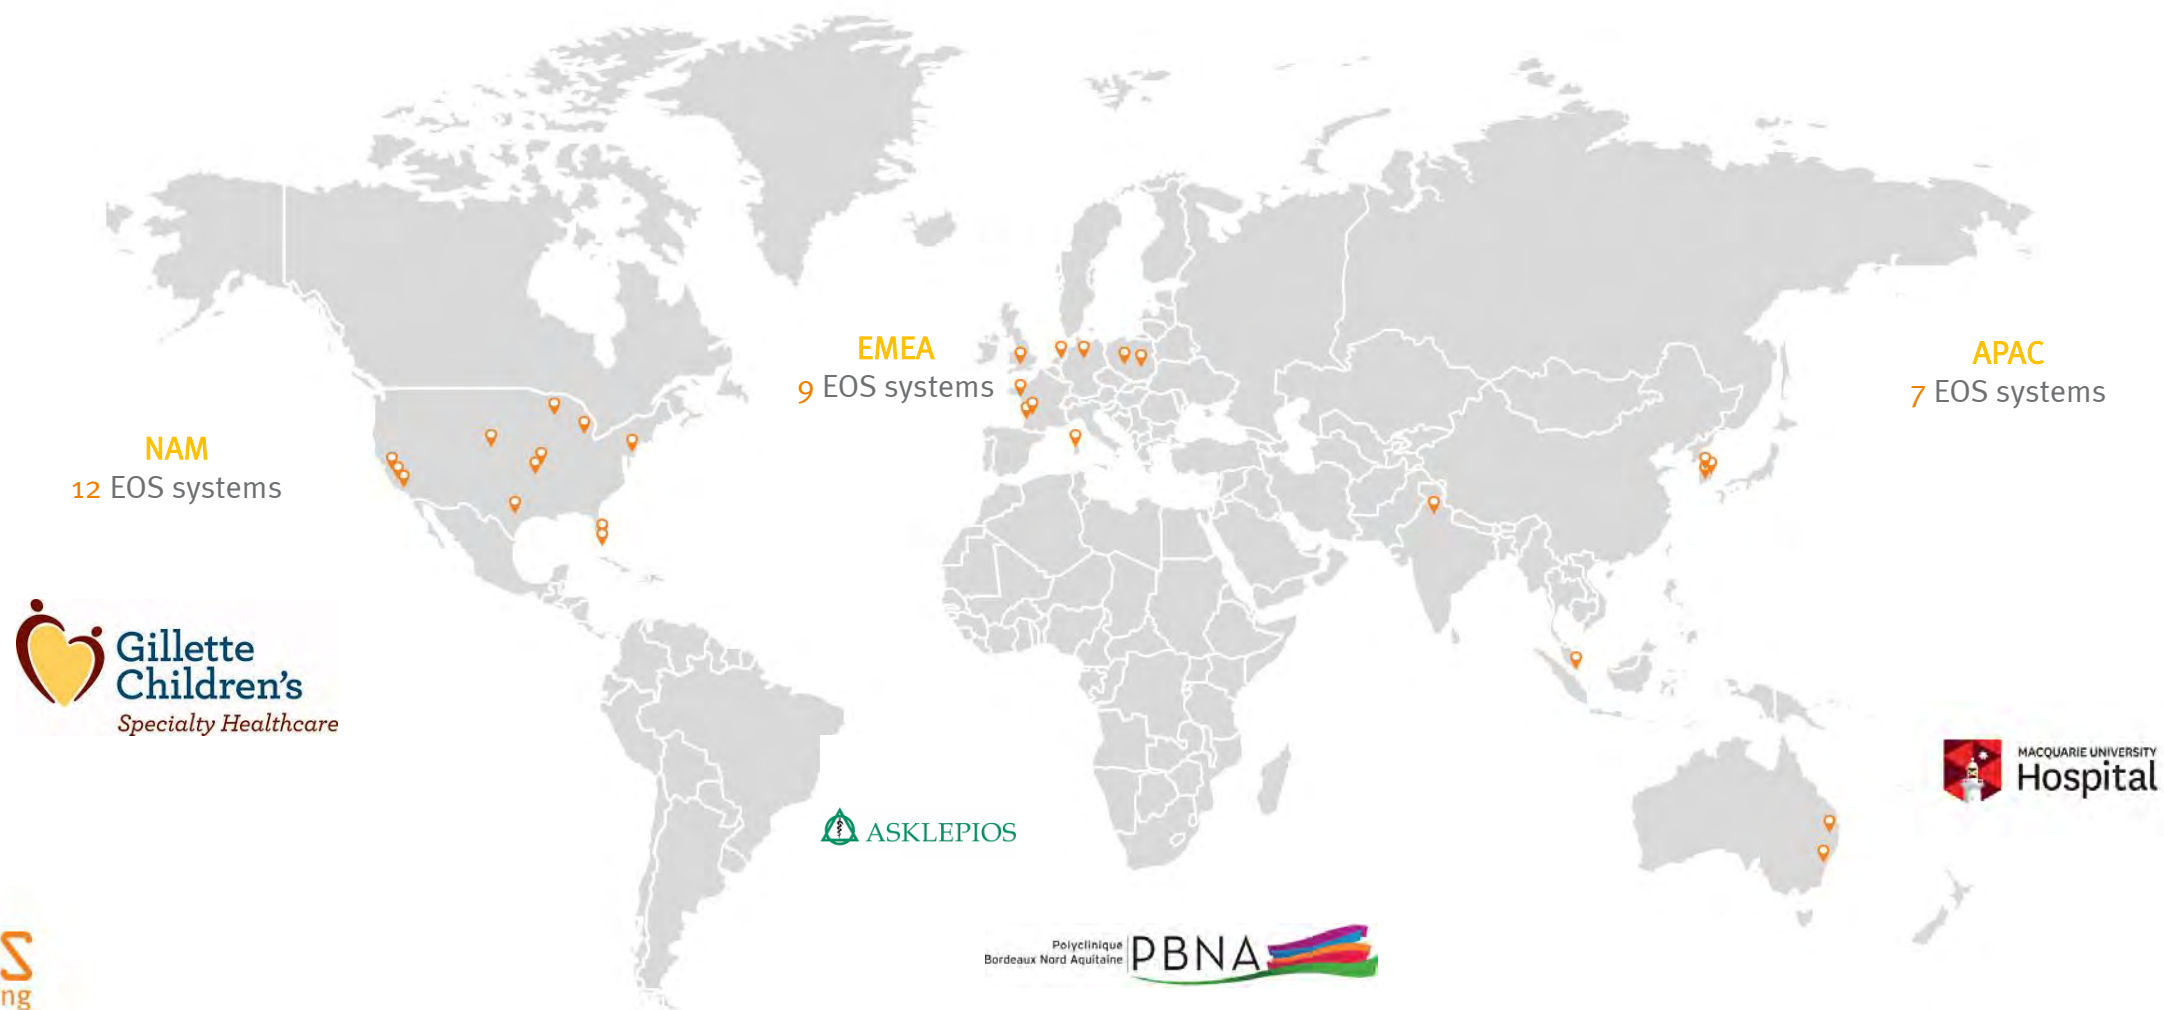 EMEA
9 EOS systems
APAC
7 EOS systems
NAM
12 EOS systems
Gillette
Children's
Specialty Healthcare
MACQUARIE UNIVERSITY
Hospital
ASKLEPIOS
Polyclinique
Bordeaux Nord Aquitaine
PBNA
S
ng